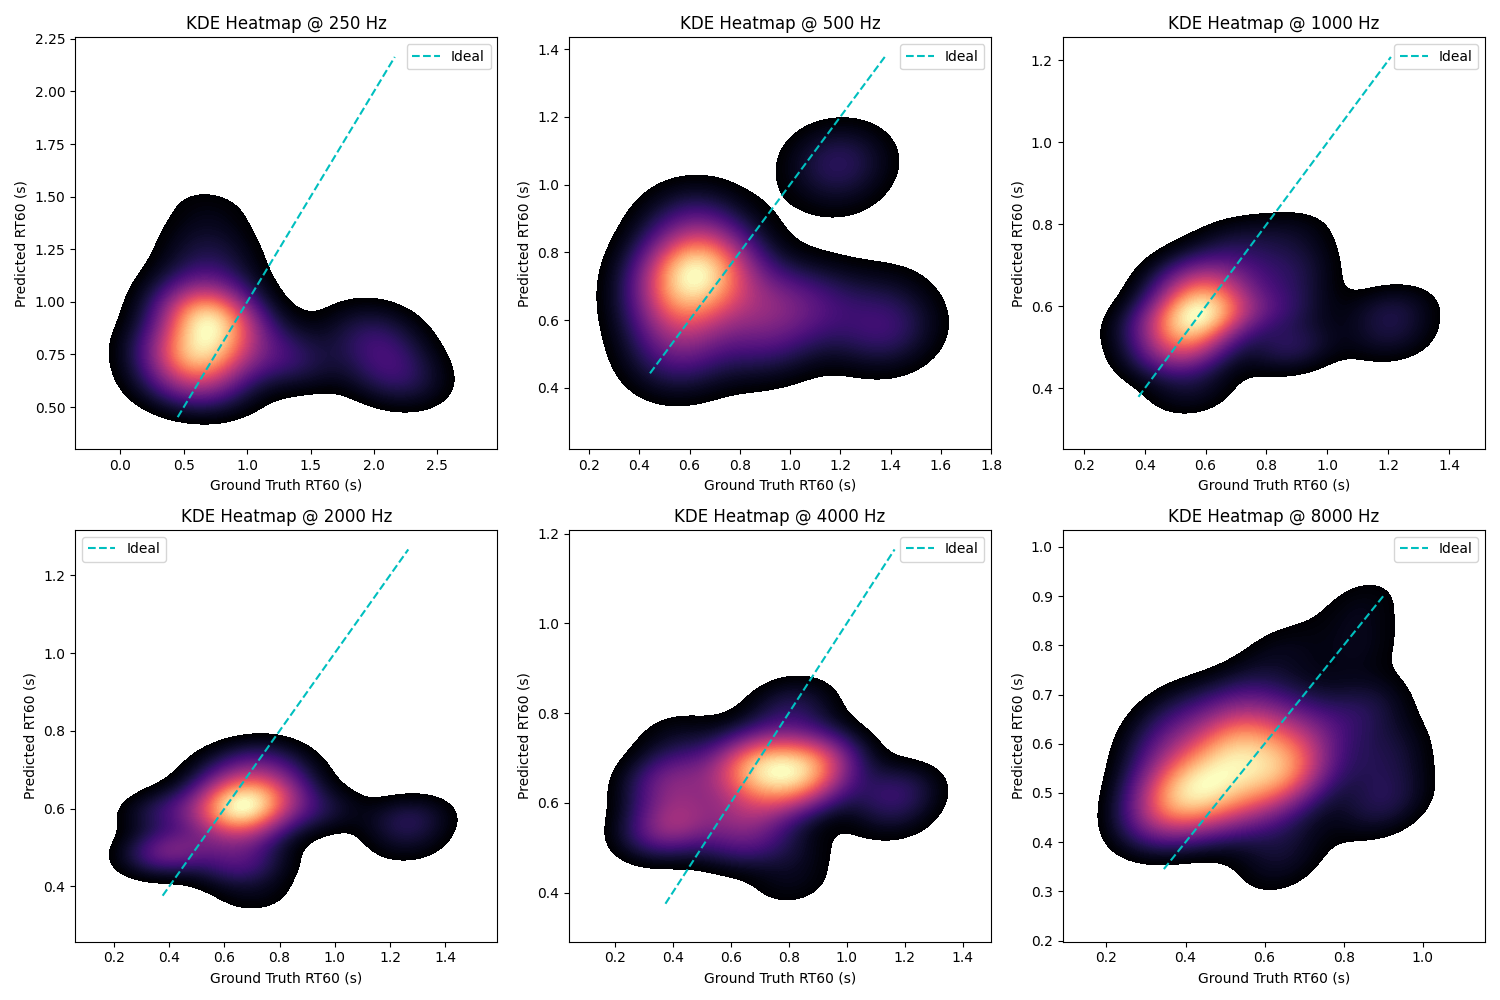 KDE Heatmap @ 250 Hz
Ideal
Predicted RT60 (s)
2.25
2.00
1.75
1.50
1.25
1.00
0.75
0.50
0.0 0.5 1.0 1.5 2.0 2.5
Ground Truth RT60 (s)
KDE Heatmap @ 500 Hz
Ideal
Predicted RT60 (s)
1.4
1.2
1.0
0.8
0.6
0.4
0.2 0.4 0.6 0.8 1.0 1.2 1.4 1.6 1.8
Ground Truth RT60 (s)
KDE Heatmap @ 1000 Hz
Ideal
Predicted RT60 (s)
1.2
1.0
0.8
0.6
0.4
0.2 0.4 0.6 0.8 1.0 1.2 1.4
Ground Truth RT60 (s)
KDE Heatmap @ 2000 Hz
Ideal
Predicted RT60 (s)
1.2
1.0
0.8
0.6
0.4
0.2 0.4 0.6 0.8 1.0 1.2 1.4
Ground Truth RT60 (s)
KDE Heatmap @ 4000 Hz
Ideal
Predicted RT60 (s)
1.2
1.0
0.8
0.6
0.4
0.2 0.4 0.6 0.8 1.0 1.2 1.4
Ground Truth RT60 (s)
KDE Heatmap @ 8000 Hz
Ideal
Predicted RT60 (s)
1.0
0.9
0.8
0.7
0.6
0.5
0.4
0.3
0.2
0.2 0.4 0.6 0.8 1.0
Ground Truth RT60 (s)